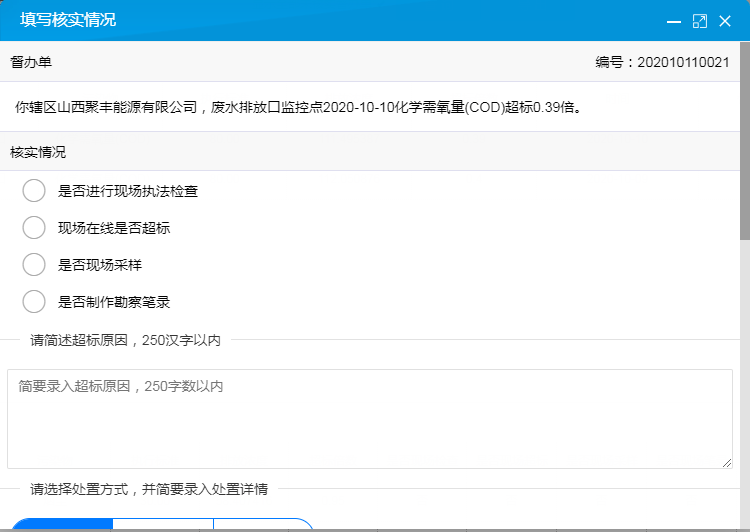 填写核实情况
督办单 编号：202010110021
你辖区山西聚丰能源有限公司，废水排放口监控点2020-10-10化学需氧量(COD)超标0.39倍。
核实情况
是否进行现场执法检查
现场在线是否超标
是否现场采样
是否制作勘察笔录
请简述超标原因，250汉字以内
简要录入超标原因，250字数以内
请选择处置方式，并简要录入处置详情